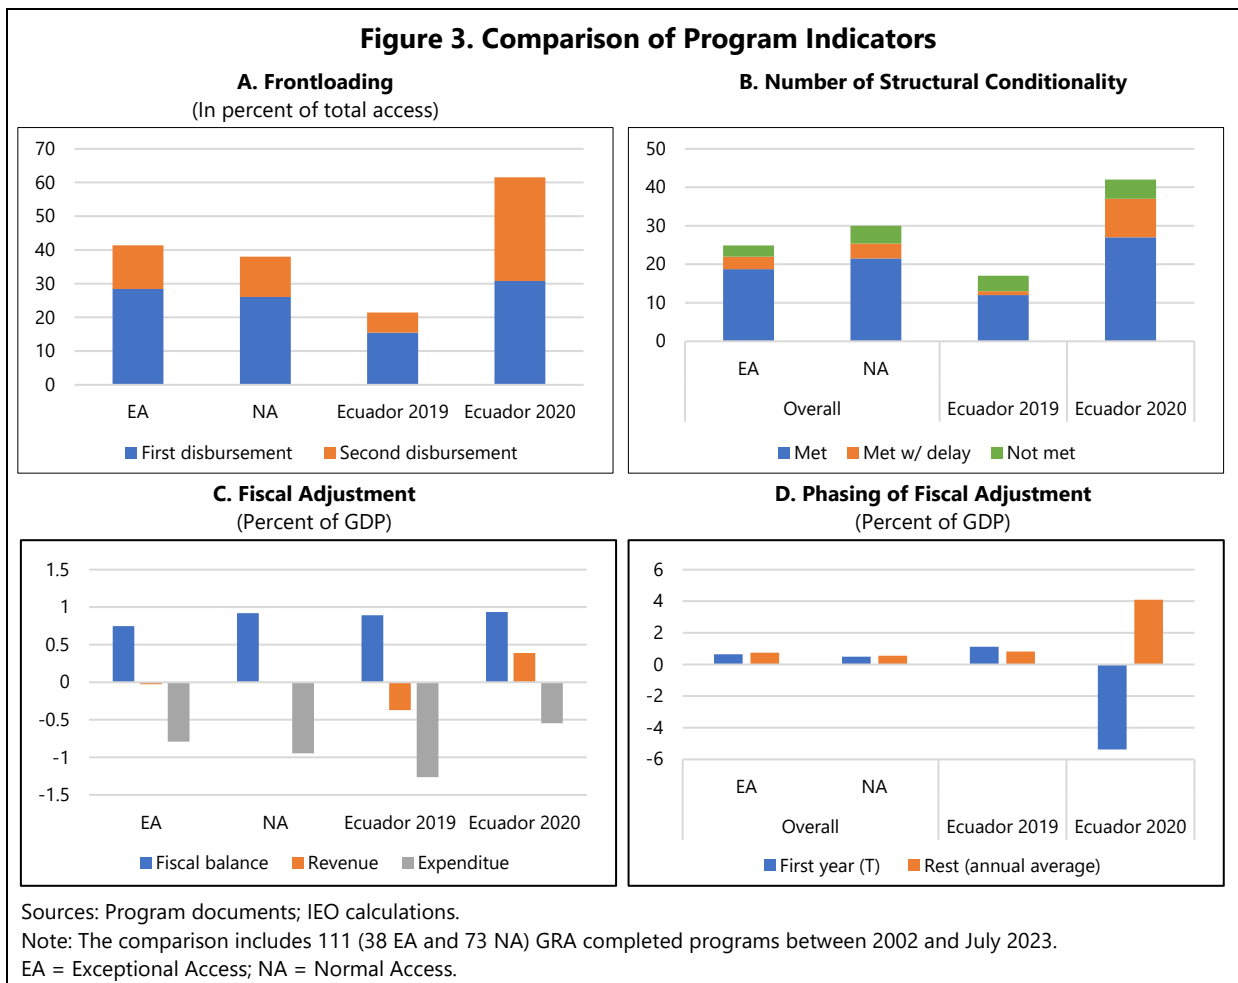 Figure 3. Comparison of Program Indicators
A. Frontloading
(In percent of total access)
70
60
50
40
30
20
10
0
EA
NA
Ecuador 2019
Ecuador 2020
First disbursement
Second disbursement
B. Number of Structural Conditionality
50
40
30
20
10
0
EA
NA
Overall
Ecuador 2019
Ecuador 2020
Met
Met w/ delay
Not met
C. Fiscal Adjustment
(Percent of GDP)
1.5
1
0.5
0
-0.5
-1
-1.5
EA
NA
Ecuador 2019
Ecuador 2020
Fiscal balance
Revenue
Expenditue
D. Phasing of Fiscal Adjustment
(Percent of GDP)
6
4
2
0
-2
-4
-6
EA
NA
Overall
Ecuador 2019
Ecuador 2020
First year (T)
Rest (annual average)
Sources: Program documents; IEO calculations.
Note: The comparison includes 111 (38 EA and 73 NA) GRA completed programs between 2002 and July 2023.
EA = Exceptional Access; NA = Normal Access.